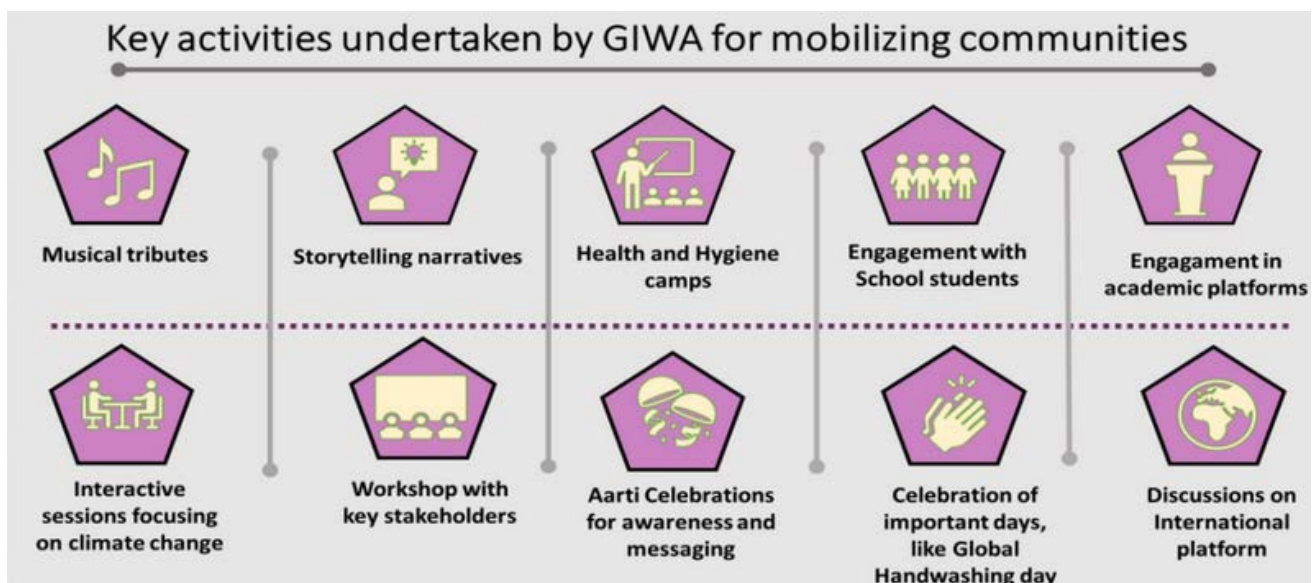 Key activities undertaken by GIWA for mobilizing communities
Musical tributes
Storytelling narratives
Health and Hygiene
camps
Engagement with
School students
Engagament in
academic platforms
Interactive
sessions focusing
on climate change
Workshop with
key stakeholders
Aarti Celebrations
for awareness and
messaging
Celebration of
important days,
like Global
Handwashing day
Discussions on
International
platform